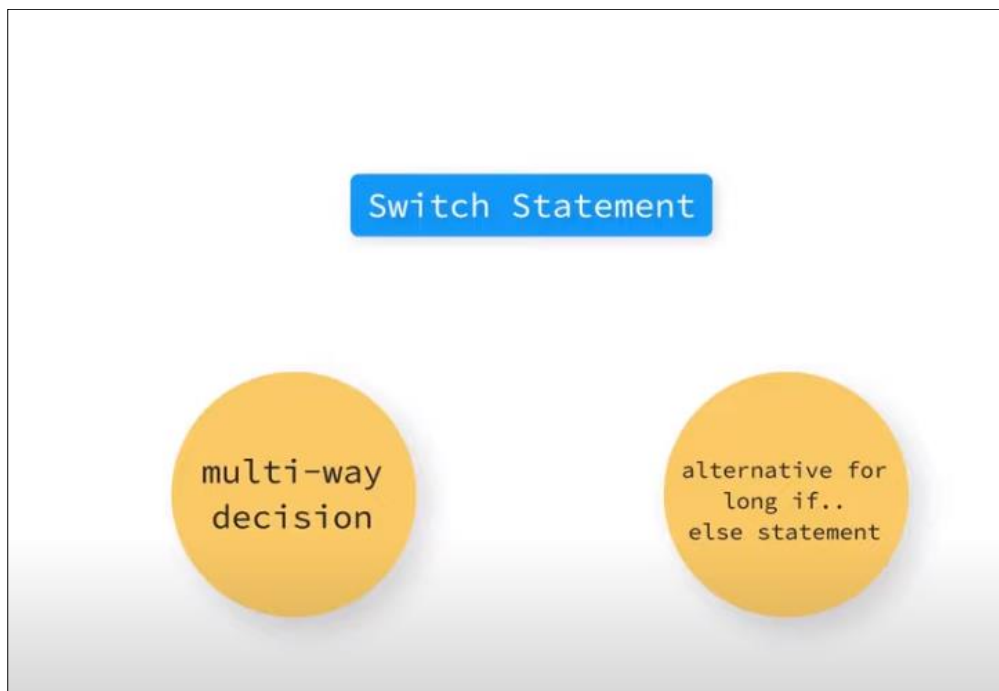 Switch Statement
multi-way
decision
alternative for
long if..
else statement